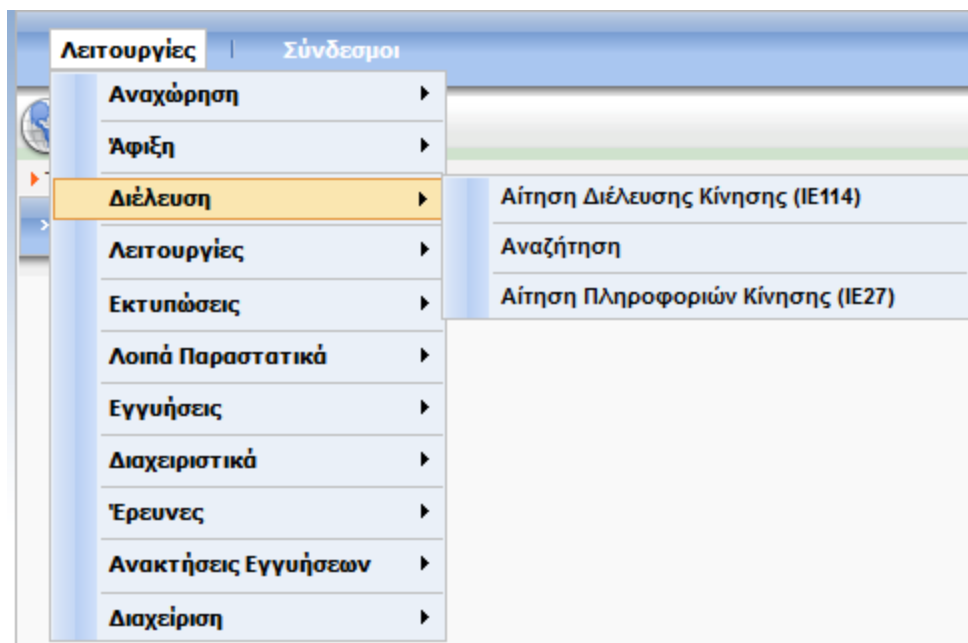 Λειτουργίες | Σύνδεσμοι
Αναχώρηση
Άφιξη
Διέλευση
Αίτηση Διέλευσης Κίνησης (IE114)
Λειτουργίες
Αναζήτηση
Εκτυπώσεις
Αίτηση Πληροφοριών Κίνησης (IE27)
Λοιπά Παραστατικά
Εγγυήσεις
Διαχειριστικά
Έρευνες
Ανακτήσεις Εγγυήσεων
Διαχείριση